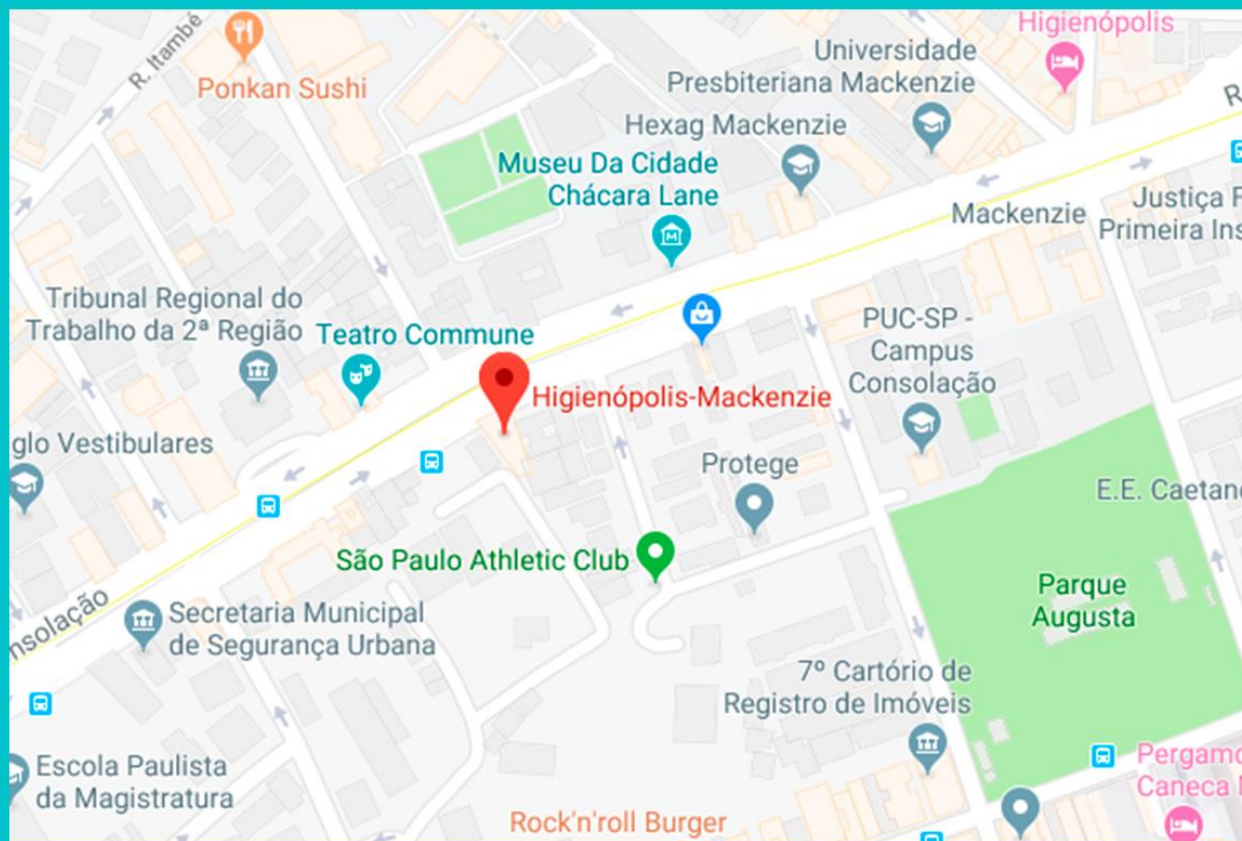 Higienópolis
R. Itambé
Ponkan Sushi
Universidade
Presbiteriana Mackenzie
R
Hexag Mackenzie
Museu Da Cidade
Chácara Lane
Mackenzie
Justiça F
Primeira Ins
Tribunal Regional do
Trabalho da 2ª Região
Teatro Commune
PUC-SP -
Campus
Consolação
Higienópolis-Mackenzie
glo Vestibulares
Protege
E.E. Caetano
São Paulo Athletic Club
Parque
Augusta
nsolação
Secretaria Municipal
de Segurança Urbana
7º Cartório de
Registro de Imóveis
Escola Paulista
da Magistratura
Pergamo
Caneca
Rock'n'roll Burger